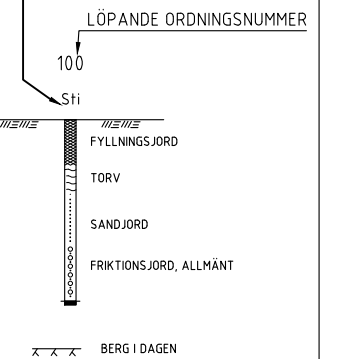 LÖPANDE ORDNINGSNUMMER
100
Sti
FYLLNINGSJORD
TORV
SANDJORD
FRIKTIONSJORD, ALLMÄNT
BERG I DAGEN